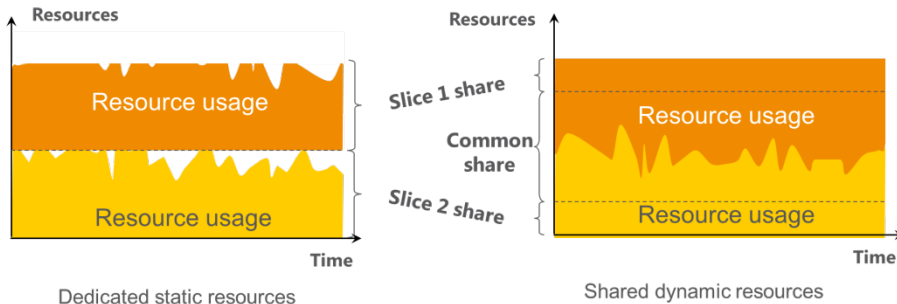 Resources
Resource usage
Resource usage
Time
Dedicated static resources
Slice 1 share
Common
share
Slice 2 share
Resources
Resource usage
Resource usage
Time
Shared dynamic resources